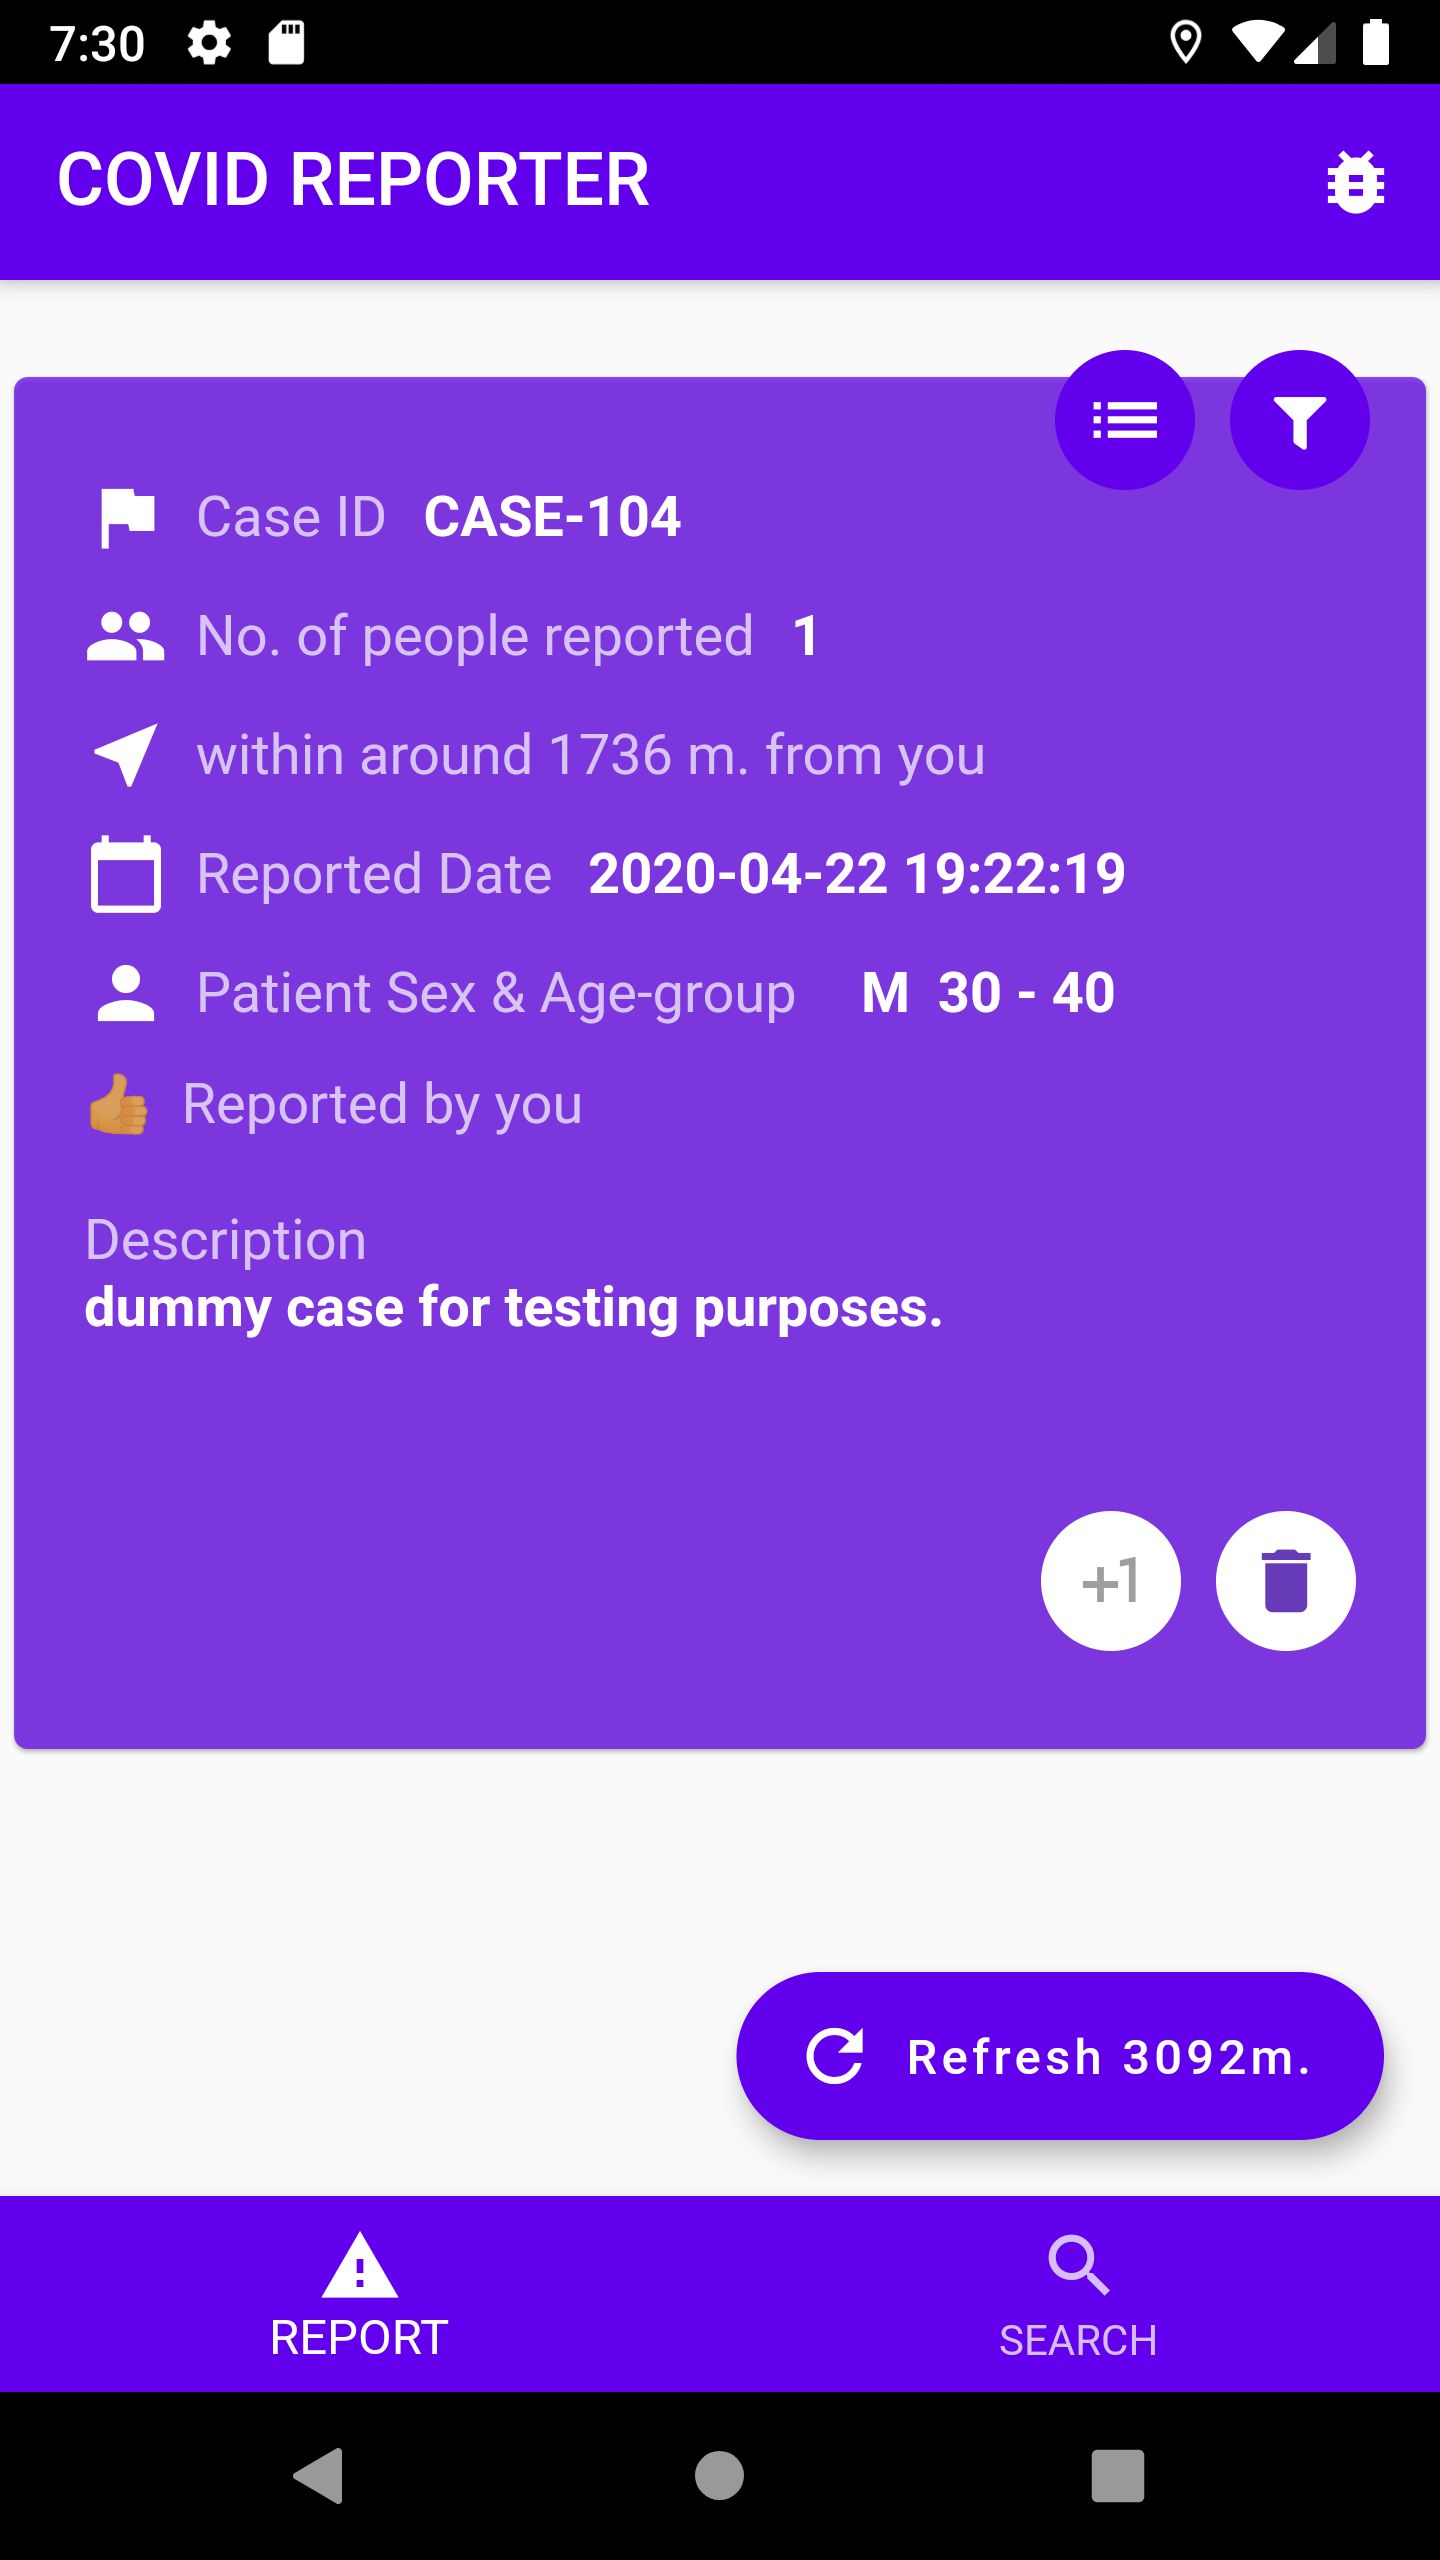 7:30
COVID REPORTER
Case ID CASE-104
No. of people reported 1
within around 1736 m. from you
Reported Date 2020-04-22 19:22:19
Patient Sex & Age-group M 30 - 40
👍 Reported by you
Description
dummy case for testing purposes.
+1
Refresh 3092m.
REPORT
SEARCH